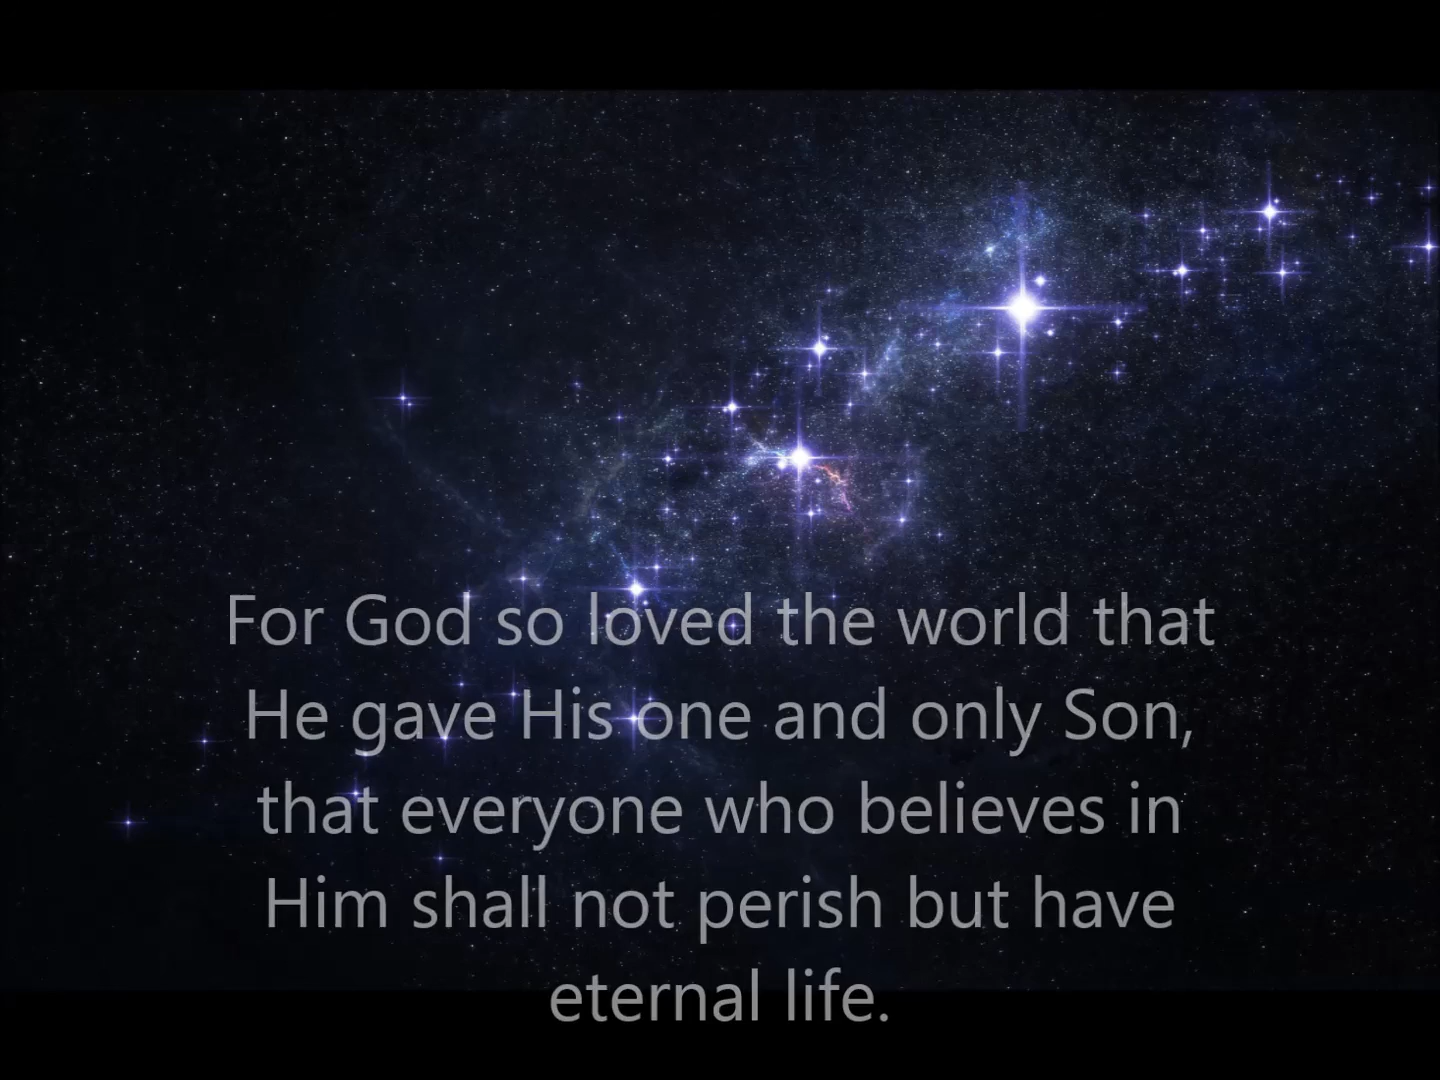 For God so loved the world that
He gave His one and only Son,
that everyone who believes in
Him shall not perish but have
eternal life.